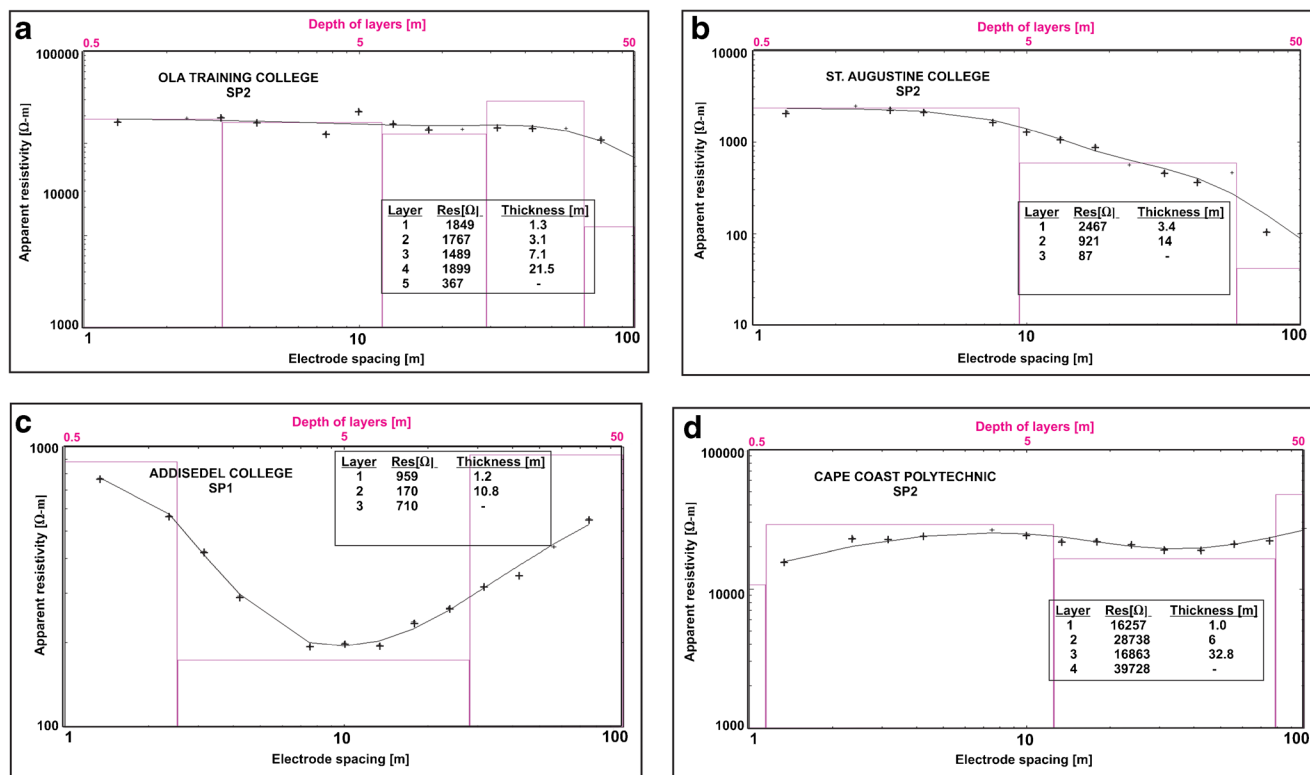 a
Depth of layers [m]
0.5 5 50
100000
OLA TRAINING COLLEGE
SP2
Apparent resistivity [Ω-m]
10000
Layer Res[Ω| Thickness [m]
1 1849 1.3
2 1767 3.1
3 1489 7.1
4 1899 21.5
5 367 -
1000
1 10 100
Electrode spacing [m]
b
Depth of layers [m]
0.5 5 50
10000
ST. AUGUSTINE COLLEGE
SP2
Apparent resistivity [Ω-m]
1000
100
Layer Res[Ω| Thickness [m]
1 2467 3.4
2 921 14
3 87 -
10
1 10 100
Electrode spacing [m]
c
Depth of layers [m]
0.5 5 50
1000
ADDISEDEL COLLEGE
SP1
Apparent resistivity [Ω-m]
Layer Res[Ω| Thickness [m]
1 959 1.2
2 170 10.8
3 710 -
100
1 10 100
Electrode spacing [m]
d
Depth of layers [m]
0.5 5 50
100000
CAPE COAST POLYTECHNIC
SP2
Apparent resistivity [Ω-m]
10000
Layer Res[Ω| Thickness [m]
1 16257 1.0
2 28738 6
3 16863 32.8
4 39728 -
1000
1 10 100
Electrode spacing [m]